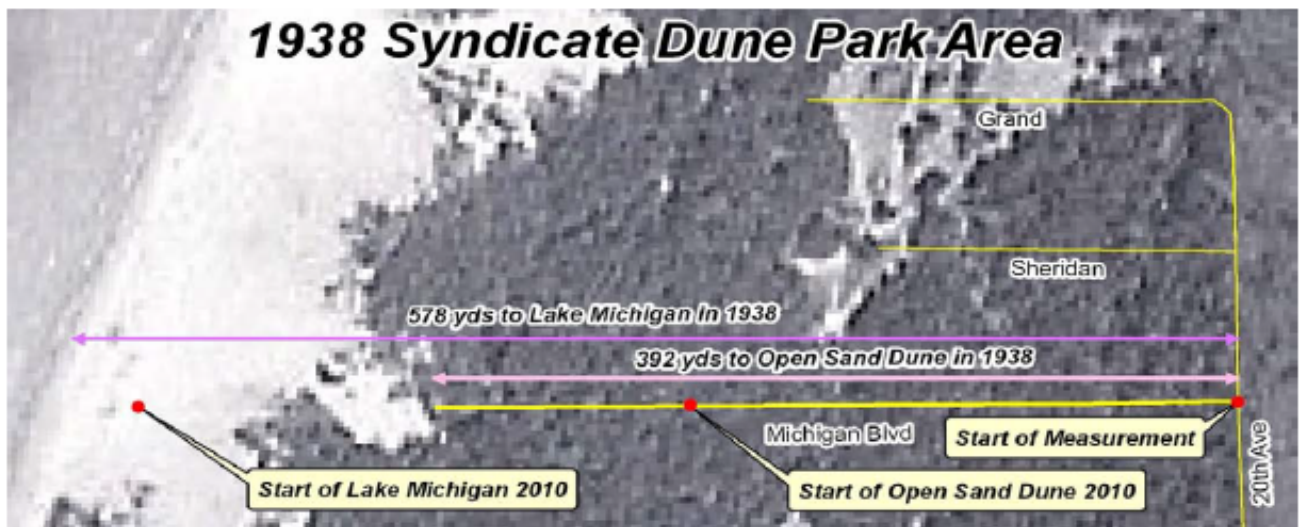 1938 Syndicate Dune Park Area
Grand
Sheridan
578 yds to Lake Michigan In 1938
392 yds to Open Sand Dune in 1938
Michigan Blvd
Start of Measurement
Start of Lake Michigan 2010
Start of Open Sand Dune 2010
20th Ave